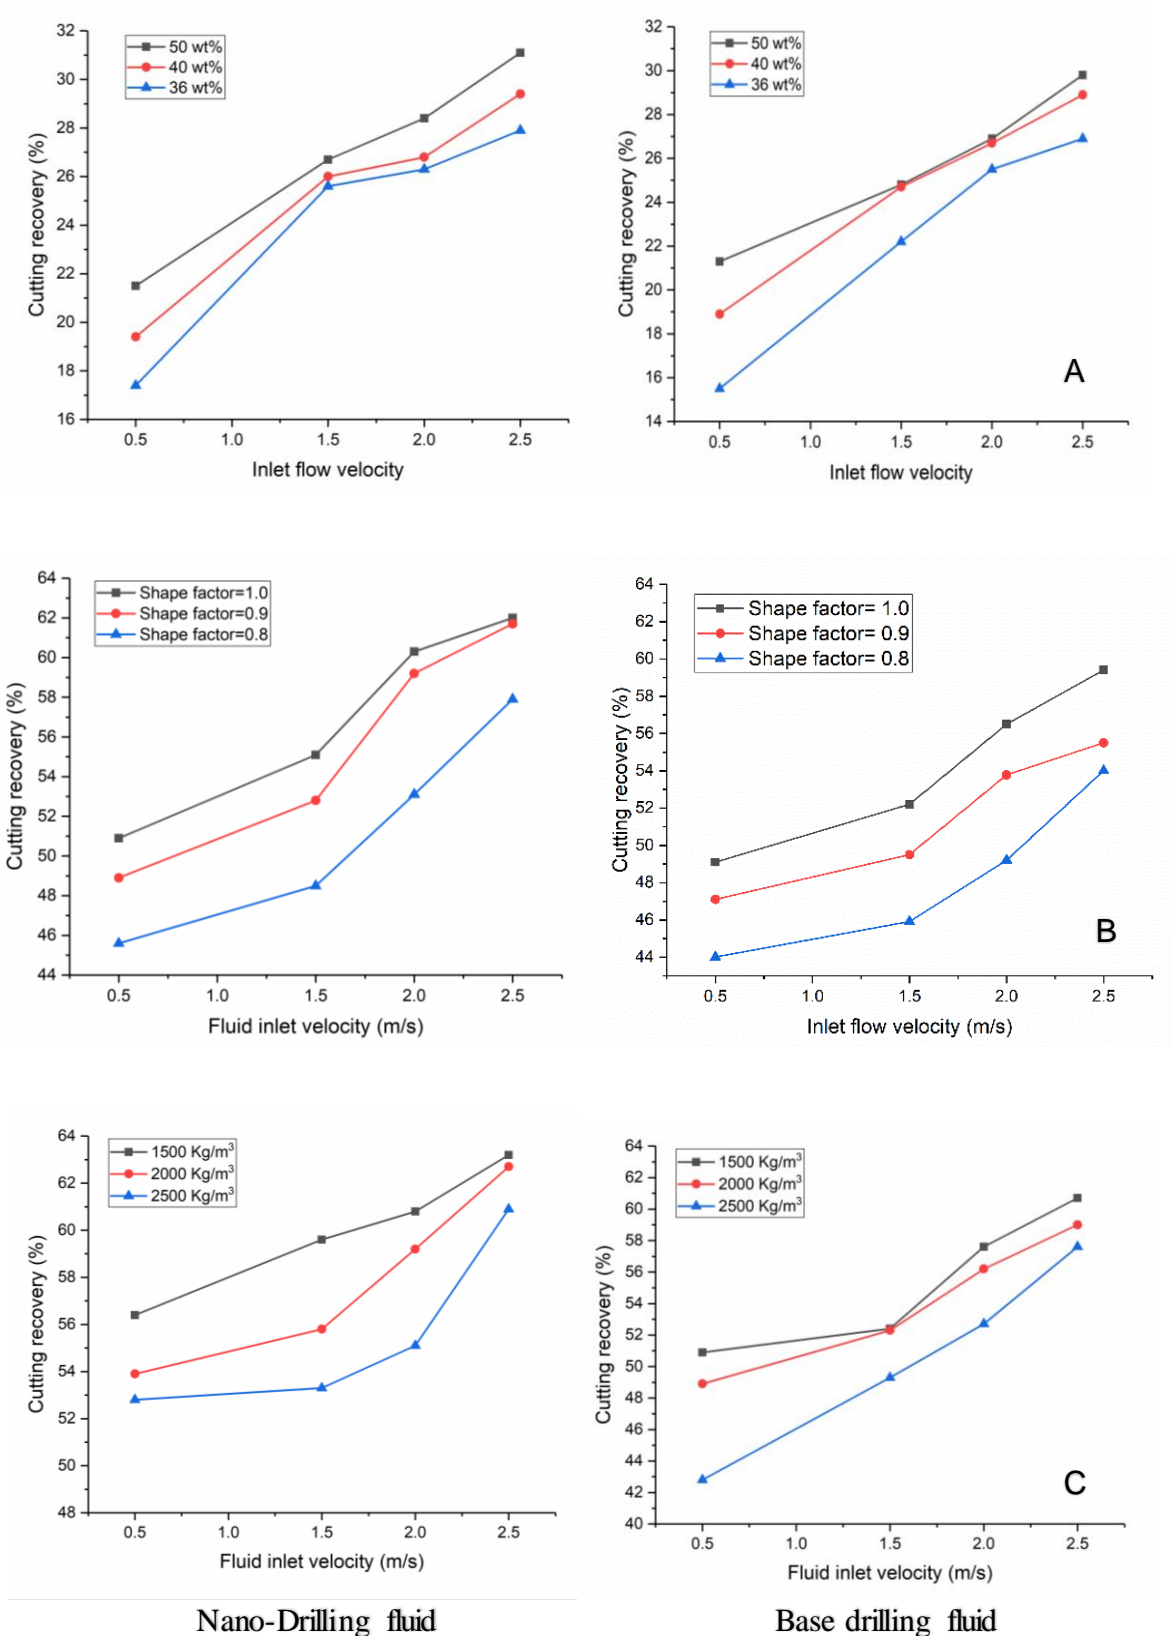 32
30
28
26
24
22
20
18
16
Cutting recovery (%)
50 wt%
40 wt%
36 wt%
0.5 1.0 1.5 2.0 2.5
Inlet flow velocity
32
30
28
26
24
22
20
18
16
14
Cutting recovery (%)
50 wt%
40 wt%
36 wt%
A
0.5 1.0 1.5 2.0 2.5
Inlet flow velocity
64
62
60
58
56
54
52
50
48
46
44
Cutting recovery (%)
Shape factor=1.0
Shape factor=0.9
Shape factor=0.8
0.5 1.0 1.5 2.0 2.5
Fluid inlet velocity (m/s)
64
62
60
58
56
54
52
50
48
46
44
Cutting recovery (%)
Shape factor= 1.0
Shape factor= 0.9
Shape factor= 0.8
B
0.5 1.0 1.5 2.0 2.5
Inlet flow velocity (m/s)
64
62
60
58
56
54
52
50
48
Cutting recovery (%)
1500 Kg/m³
2000 Kg/m³
2500 Kg/m³
0.5 1.0 1.5 2.0 2.5
Fluid inlet velocity (m/s)
64
62
60
58
56
54
52
50
48
46
44
42
40
Cutting recovery (%)
1500 Kg/m³
2000 Kg/m³
2500 Kg/m³
C
0.5 1.0 1.5 2.0 2.5
Fluid inlet velocity (m/s)
Nano-Drilling fluid
Base drilling fluid